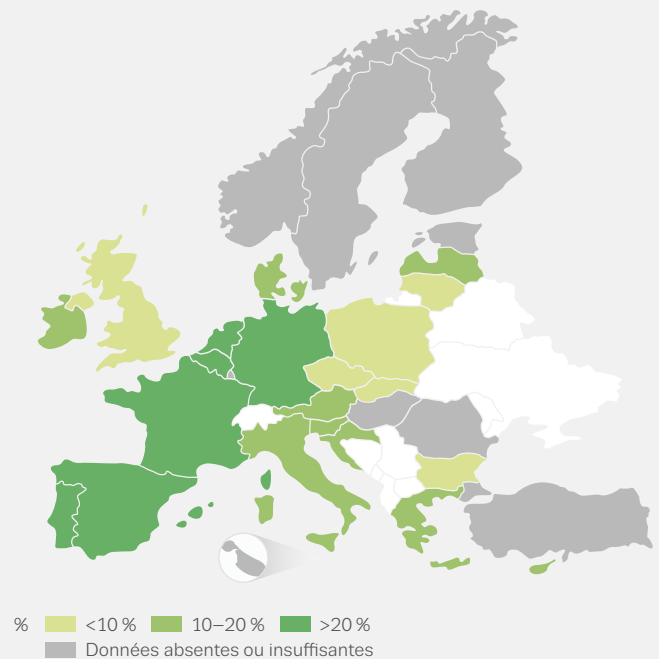 % <10 % 10–20 % >20 %
Données absentes ou insuffisantes